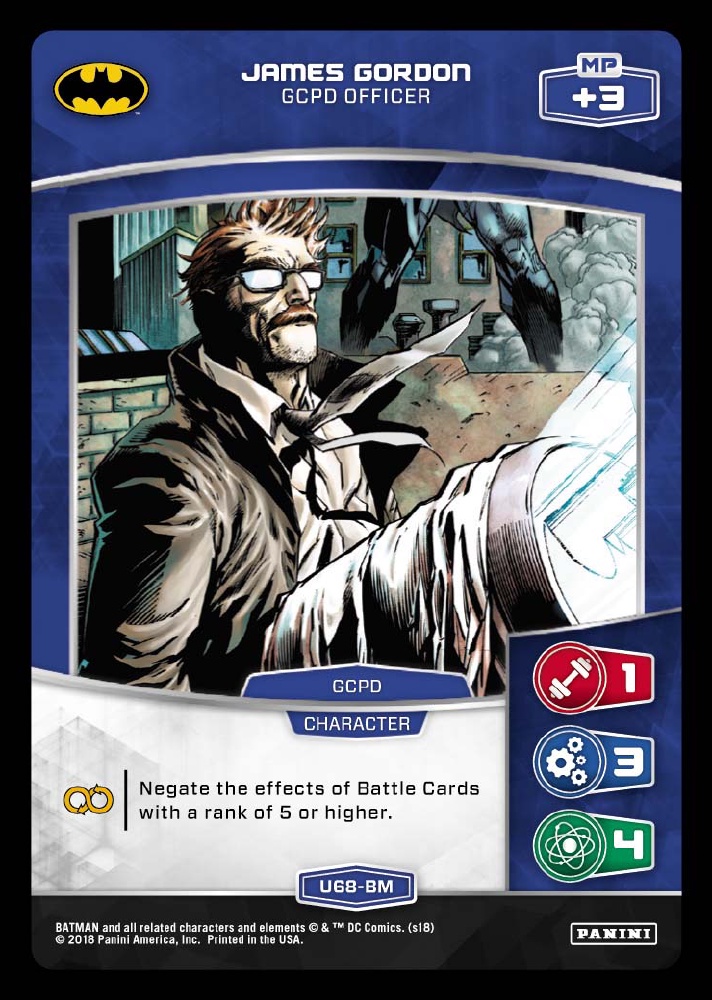 JAMES GORDON
GCPD OFFICER
MP
+3
GCPD
CHARACTER
1
3
4
Negate the effects of Battle Cards
with a rank of 5 or higher.
U68-BM
BATMAN and all related characters and elements © & ™ DC Comics. (s18)
© 2018 Panini America, Inc. Printed in the USA.
PANINI